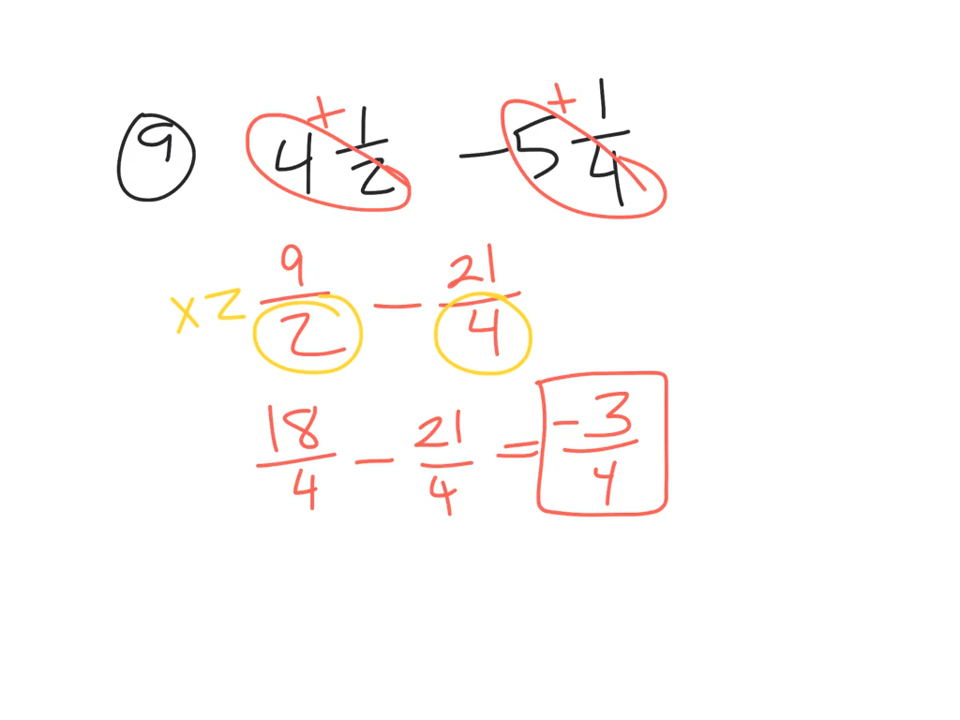 9 4 + 1/2 - 5 + 1/4
x2 9/2 - 21/4
18/4 - 21/4 = -3/4